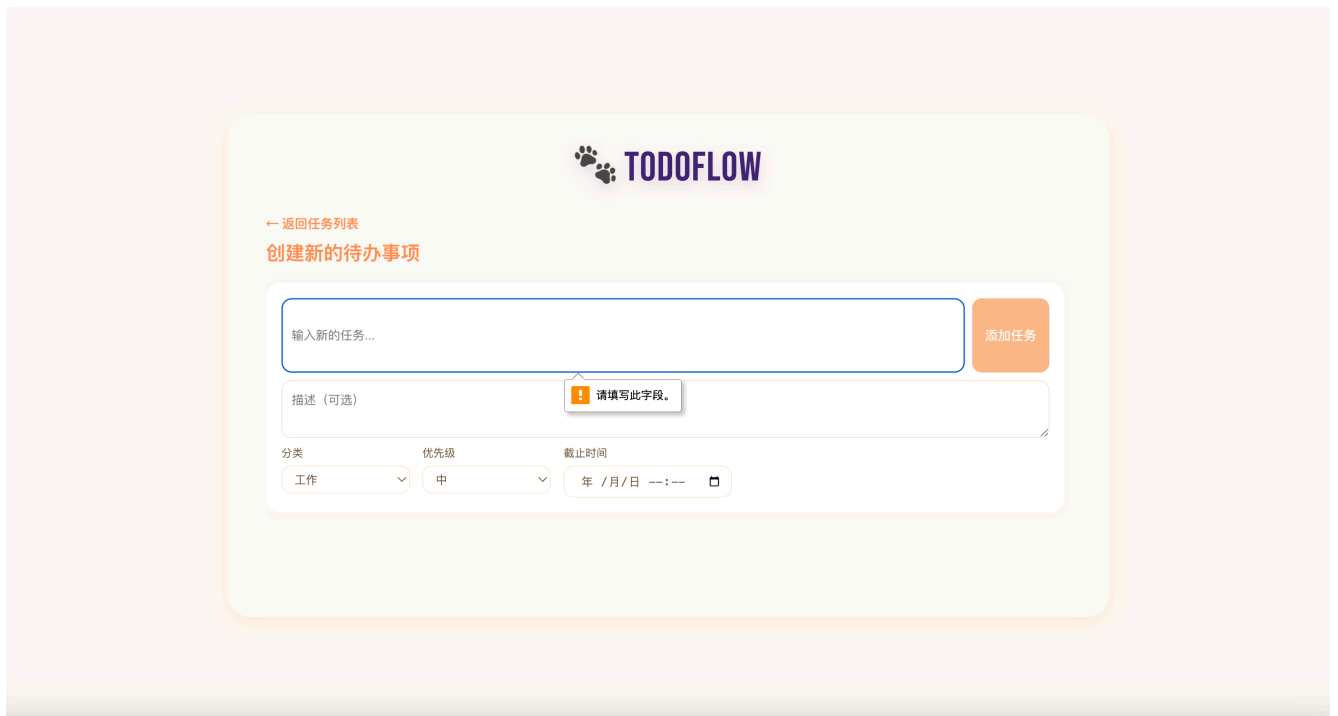 TODOFLOW
← 返回任务列表
创建新的待办事项
输入新的任务...
添加任务
请填写此字段。
描述（可选）
分类
优先级
截止时间
工作
中
年 /月/日 --:--